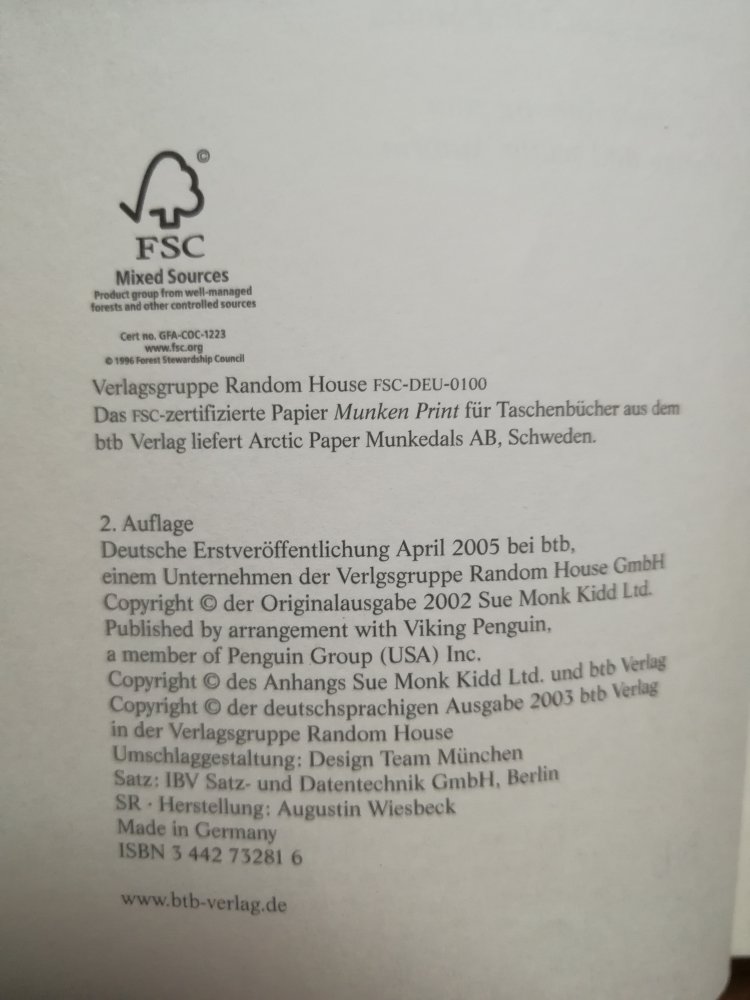 ©
FSC
Mixed Sources
Product group from well-managed
forests and other controlled sources
Cert no. GFA-COC-1223
www.fsc.org
© 1996 Forest Stewardship Council
Verlagsgruppe Random House FSC-DEU-0100
Das FSC-zertifizierte Papier Munken Print für Taschenbücher aus dem
btb Verlag liefert Arctic Paper Munkedals AB, Schweden.
2. Auflage
Deutsche Erstveröffentlichung April 2005 bei btb,
einem Unternehmen der Verlgsgruppe Random House GmbH
Copyright © der Originalausgabe 2002 Sue Monk Kidd Ltd.
Published by arrangement with Viking Penguin,
a member of Penguin Group (USA) Inc.
Copyright © des Anhangs Sue Monk Kidd Ltd. und btb Verlag
Copyright © der deutschsprachigen Ausgabe 2003 btb Verlag
in der Verlagsgruppe Random House
Umschlaggestaltung: Design Team München
Satz: IBV Satz- und Datentechnik GmbH, Berlin
SR · Herstellung: Augustin Wiesbeck
Made in Germany
ISBN 3 442 73281 6
www.btb-verlag.de